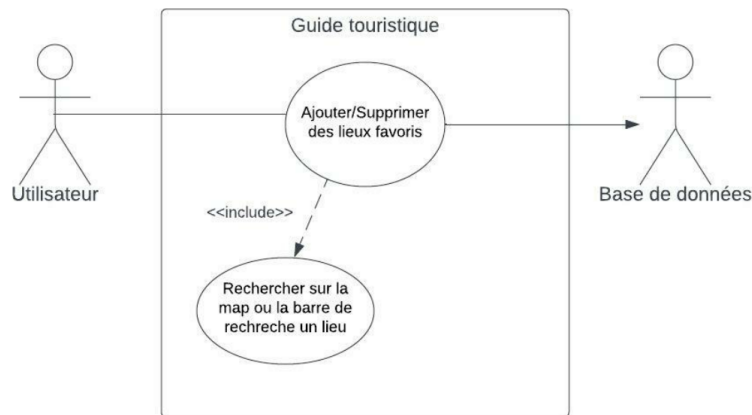 Guide touristique
Ajouter/Supprimer
des lieux favoris
Utilisateur
Base de données
<<include>>
Rechercher sur la
map ou la barre de
rechreche un lieu